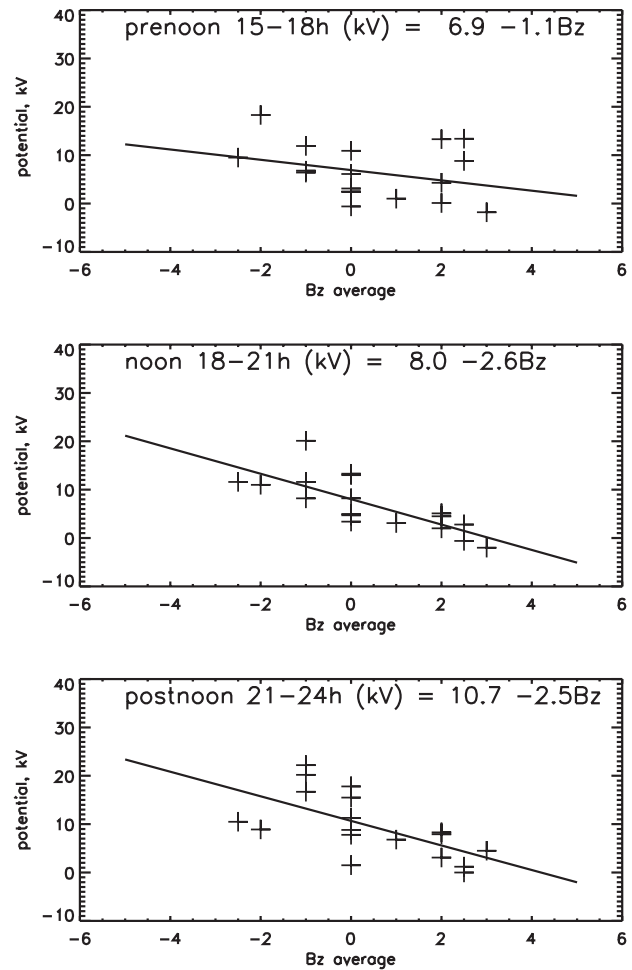 prenoon 15-18h (kV) = 6.9 -1.1Bz
40
30
20
10
0
-10
potential, kV
-6 -4 -2 0 2 4 6
Bz average
noon 18-21h (kV) = 8.0 -2.6Bz
40
30
20
10
0
-10
potential, kV
-6 -4 -2 0 2 4 6
Bz average
postnoon 21-24h (kV) = 10.7 -2.5Bz
40
30
20
10
0
-10
potential, kV
-6 -4 -2 0 2 4 6
Bz average